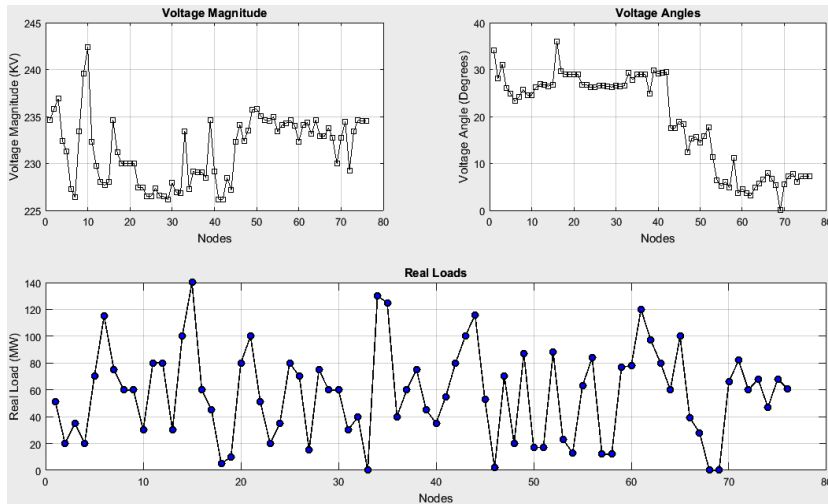 Voltage Magnitude
Voltage Magnitude (KV)
245
240
235
230
225
0 10 20 30 40 50 60 70 80
Nodes
Voltage Angles
Voltage Angle (Degrees)
40
30
20
10
0
0 10 20 30 40 50 60 70 80
Nodes
Real Loads
Real Load (MW)
140
120
100
80
60
40
20
0
0 10 20 30 40 50 60 70 80
Nodes